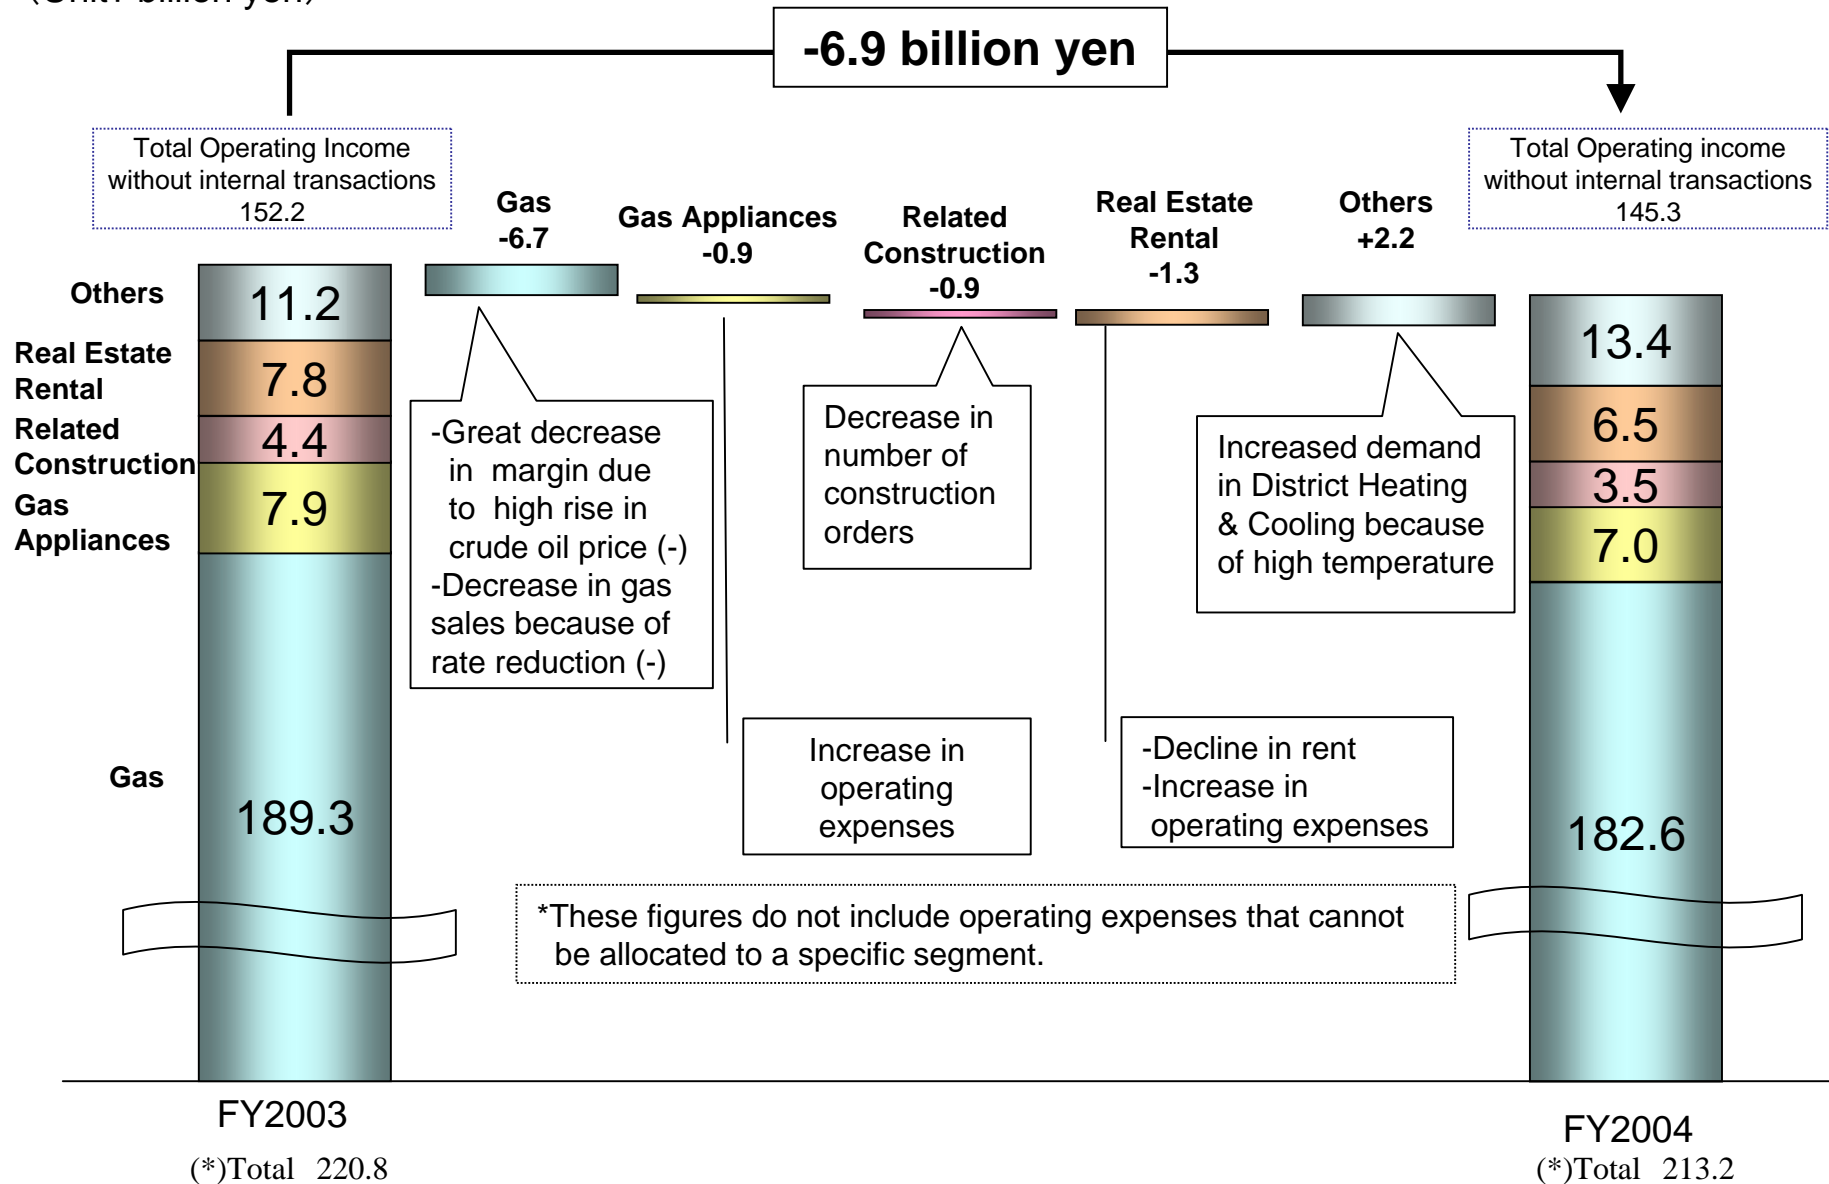 -6.9 billion yen
Total Operating Income
without internal transactions
152.2
Total Operating income
without internal transactions
145.3
Gas
-6.7
Gas Appliances
-0.9
Related
Construction
-0.9
Real Estate
Rental
-1.3
Others
+2.2
Others
Real Estate
Rental
Related
Construction
Gas
Appliances
Gas
11.2
7.8
4.4
7.9
189.3
-Great decrease
in margin due
to high rise in
crude oil price (-)
-Decrease in gas
sales because of
rate reduction (-)
Increase in
operating
expenses
Decrease in
number of
construction
orders
-Decline in rent
-Increase in
operating expenses
Increased demand
in District Heating
& Cooling because
of high temperature
13.4
6.5
3.5
7.0
182.6
*These figures do not include operating expenses that cannot
be allocated to a specific segment.
FY2003
(*)Total 220.8
FY2004
(*)Total 213.2